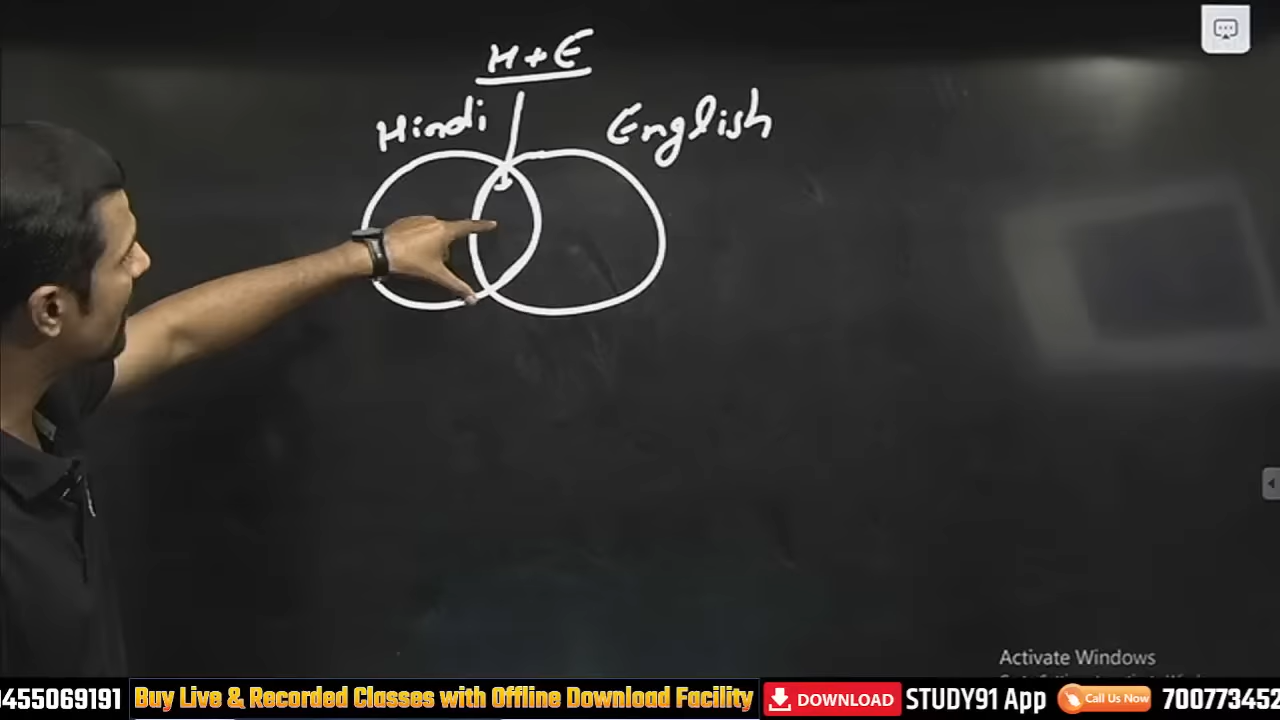 H+E
Hindi
English
Activate Windows
0455069191 Buy Live & Recorded Classes with Offline Download Facility DOWNLOAD STUDY91 App Call Us Now 700773452